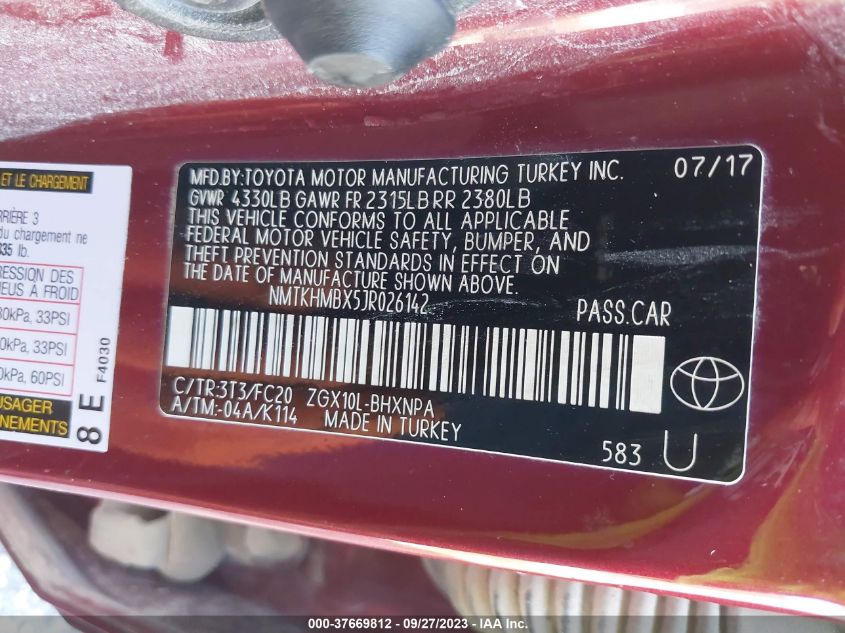 ET LE CHARGEMENT
RRIÈRE 3
du chargement ne
835 lb.
RESSION DES
NEUS À FROID
30kPa, 33PSI
0kPa, 33PSI
0kPa, 60PSI
USAGER
NEMENTS
8 E
F4030
MFD.BY:TOYOTA MOTOR MANUFACTURING TURKEY INC. 07/17
GVWR 4330LB GAWR FR 2315LB RR 2380LB
THIS VEHICLE CONFORMS TO ALL APPLICABLE
FEDERAL MOTOR VEHICLE SAFETY, BUMPER, AND
THEFT PREVENTION STANDARDS IN EFFECT ON
THE DATE OF MANUFACTURE SHOWN ABOVE.
NMTKHMBX5JR026142 PASS.CAR
C/TR:3T3/FC20 ZGX10L-BHXNPA
A/TM:-04A/K114 MADE IN TURKEY
583 U
000-37669812 - 09/27/2023 - IAA Inc.